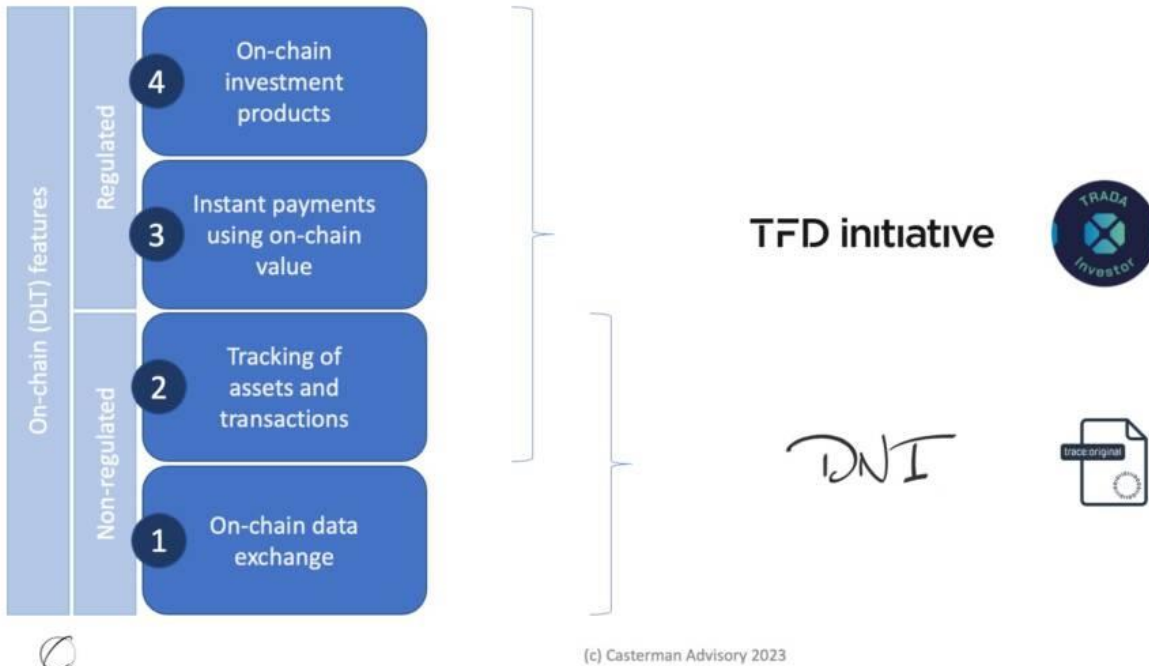 On-chain (DLT) features
Regulated
Non-regulated
4
On-chain
investment
products
3
Instant payments
using on-chain
value
2
Tracking of
assets and
transactions
1
On-chain data
exchange
TFD initiative
TRADA
Investor
DNI
trace:original
(c) Casterman Advisory 2023